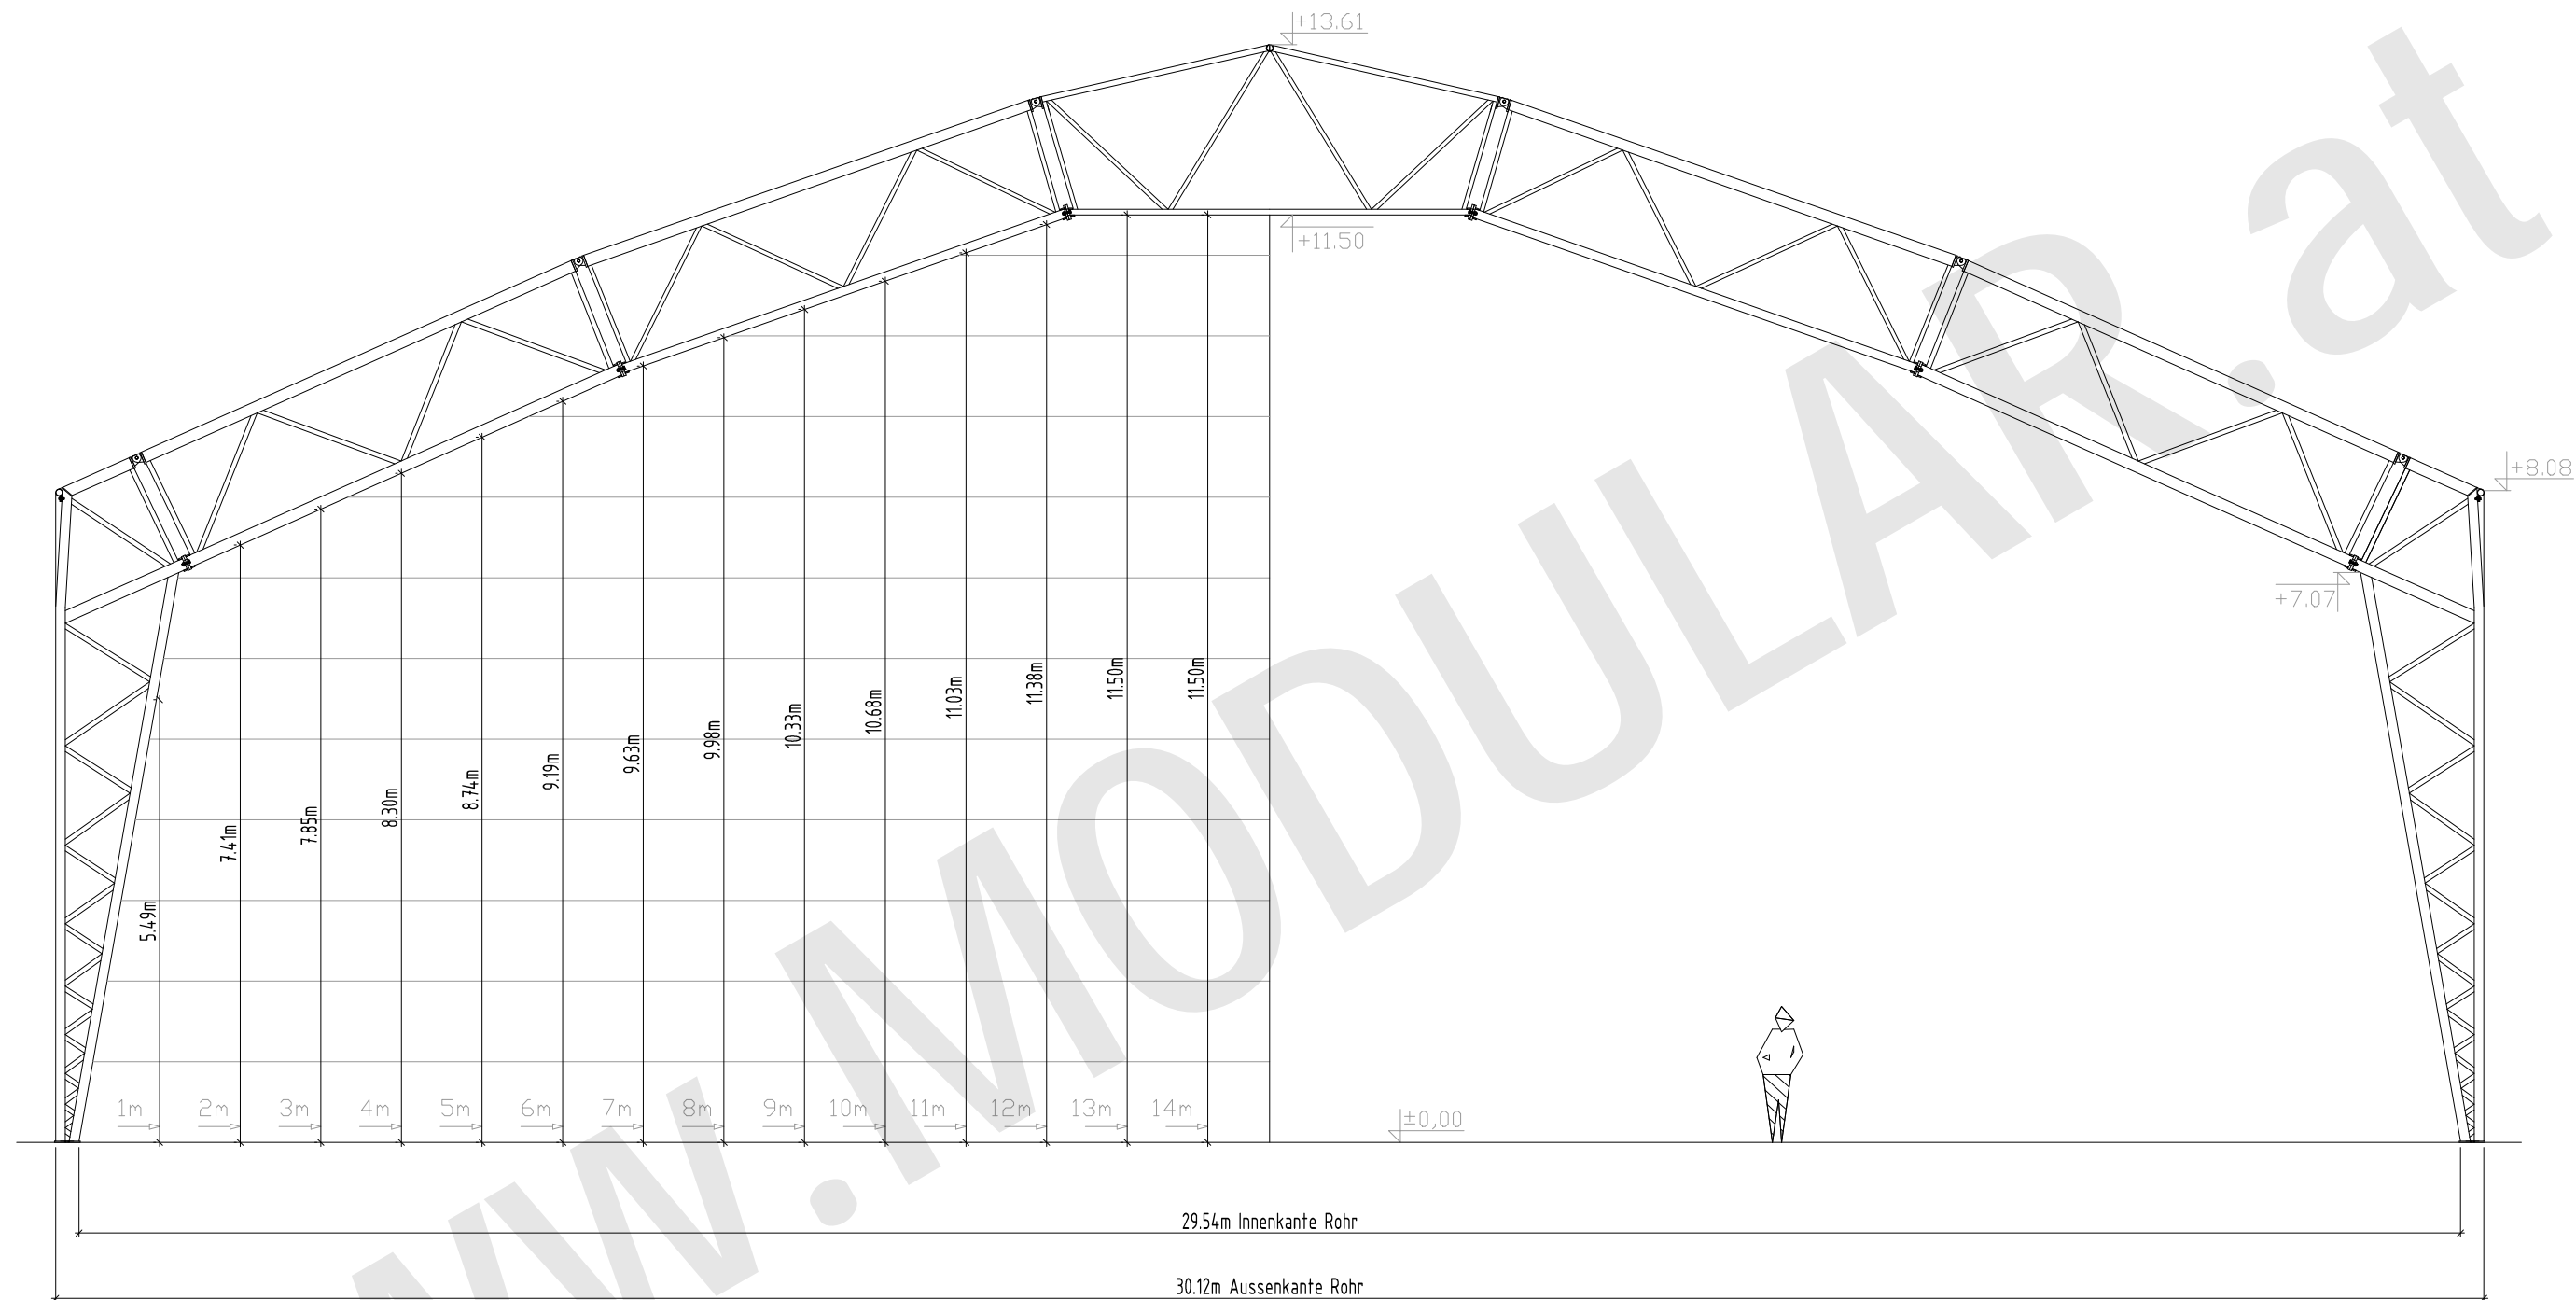 +13.61
+11.50
+8.08
+7.07
5.49m
7.41m
7.85m
8.30m
8.74m
9.19m
9.63m
9.98m
10.33m
10.68m
11.03m
11.38m
11.50m
11.50m
1m
2m
3m
4m
5m
6m
7m
8m
9m
10m
11m
12m
13m
14m
±0,00
29.54m Innenkante Rohr
30.12m Aussenkante Rohr
w.MODULAR.at